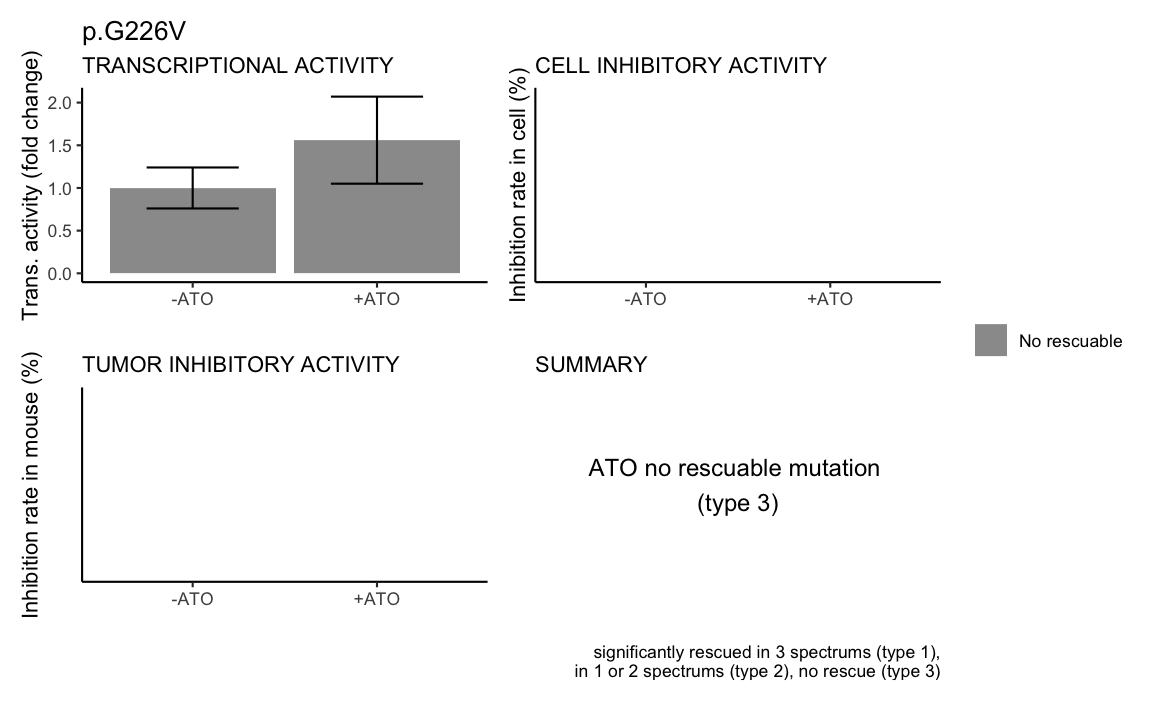 p.G226V
TRANSCRIPTIONAL ACTIVITY
Trans. activity (fold change)
2.0
1.5
1.0
0.5
0.0
-ATO
+ATO
CELL INHIBITORY ACTIVITY
Inhibition rate in cell (%)
-ATO
+ATO
No rescuable
TUMOR INHIBITORY ACTIVITY
Inhibition rate in mouse (%)
-ATO
+ATO
SUMMARY
ATO no rescuable mutation
(type 3)
significantly rescued in 3 spectrums (type 1),
in 1 or 2 spectrums (type 2), no rescue (type 3)